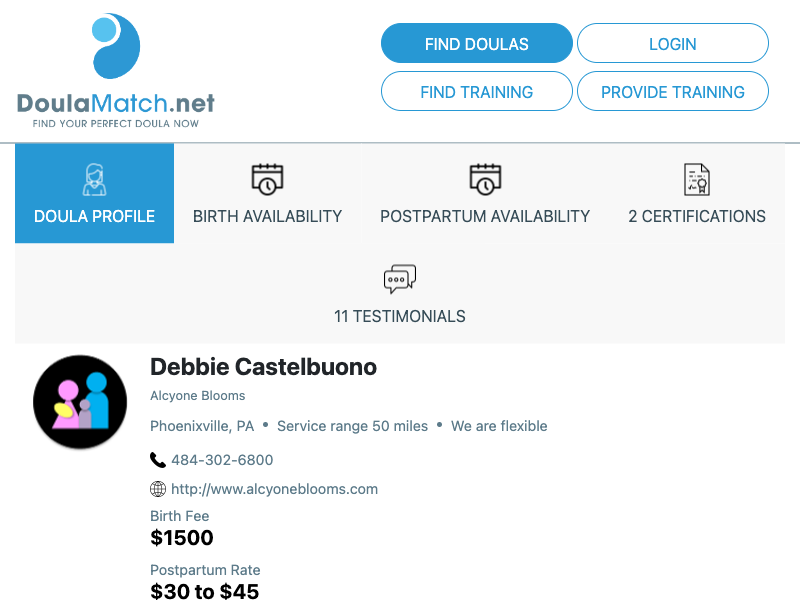 DoulaMatch.net
FIND YOUR PERFECT DOULA NOW
FIND DOULAS
LOGIN
FIND TRAINING
PROVIDE TRAINING
DOULA PROFILE
BIRTH AVAILABILITY
POSTPARTUM AVAILABILITY
2 CERTIFICATIONS
11 TESTIMONIALS
Debbie Castelbuono
Alcyone Blooms
Phoenixville, PA • Service range 50 miles • We are flexible
484-302-6800
http://www.alcyoneblooms.com
Birth Fee
$1500
Postpartum Rate
$30 to $45